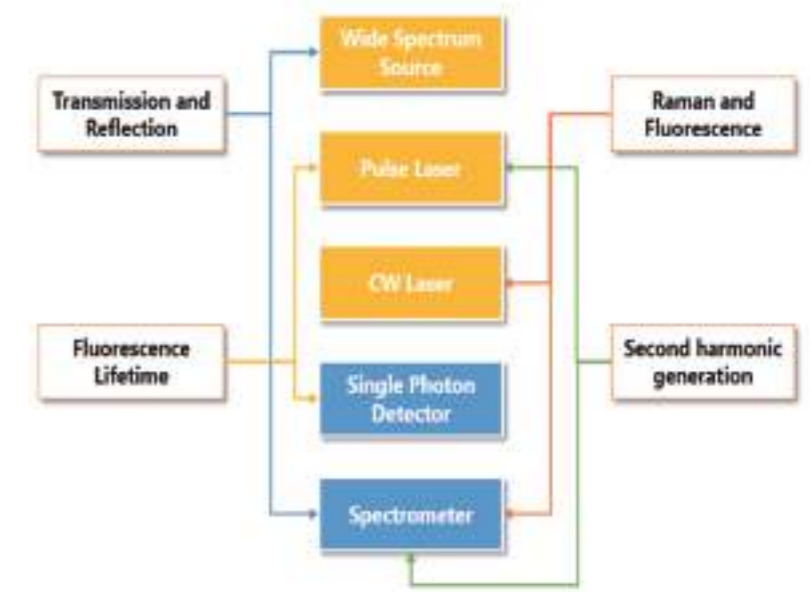 Wide Spectrum
Source
Transmission and
Reflection
Raman and
Fluorescence
Pulse Laser
CW Laser
Fluorescence
Lifetime
Single Photon
Detector
Second harmonic
generation
Spectrometer